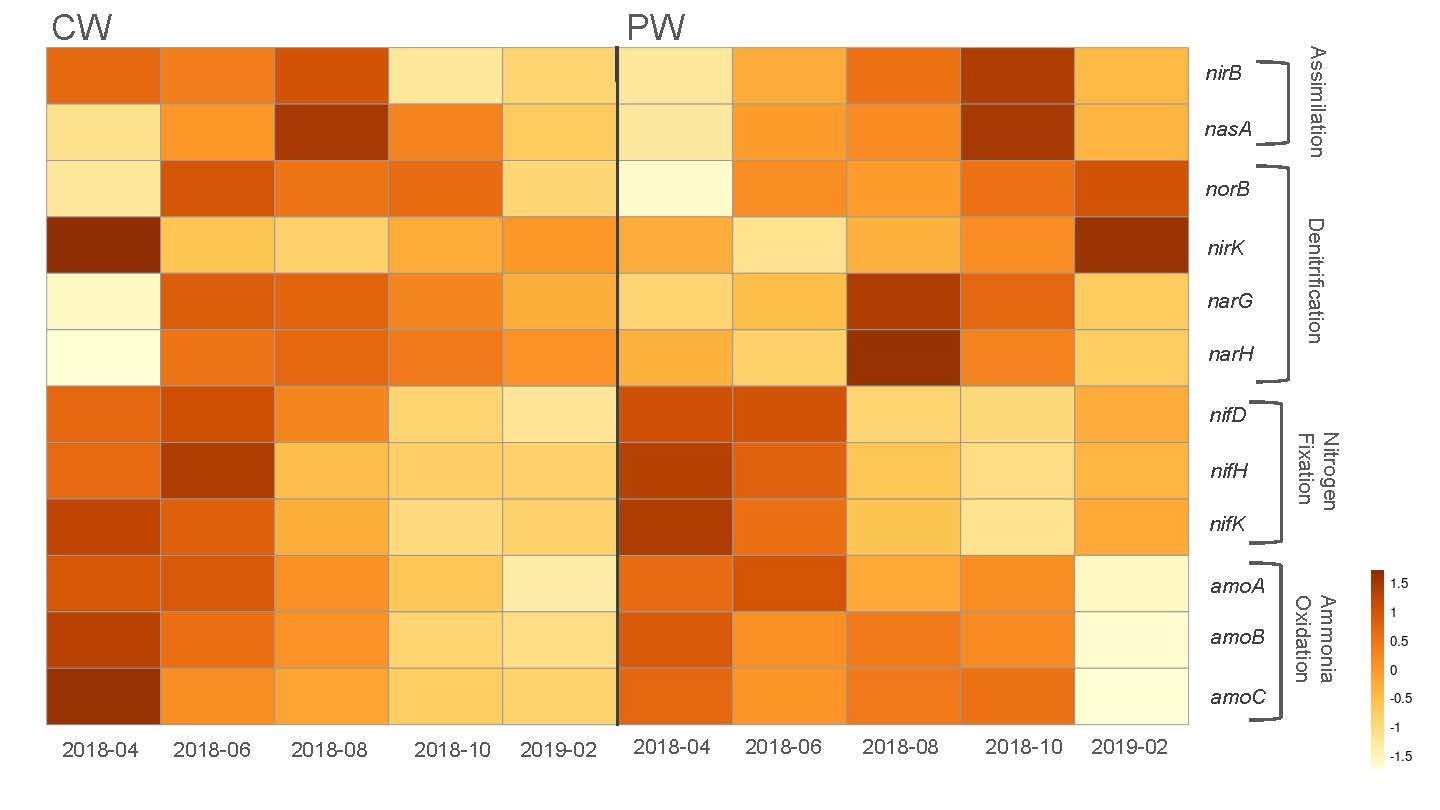 CW
PW
nirB
nasA
norB
nirK
narG
narH
nifD
nifH
nifK
amoA
amoB
amoC
Assimilation
Denitrification
Nitrogen
Fixation
Ammonia
Oxidation
1.5
1
0.5
0
-0.5
-1
-1.5
2018-04
2018-06
2018-08
2018-10
2019-02
2018-04
2018-06
2018-08
2018-10
2019-02